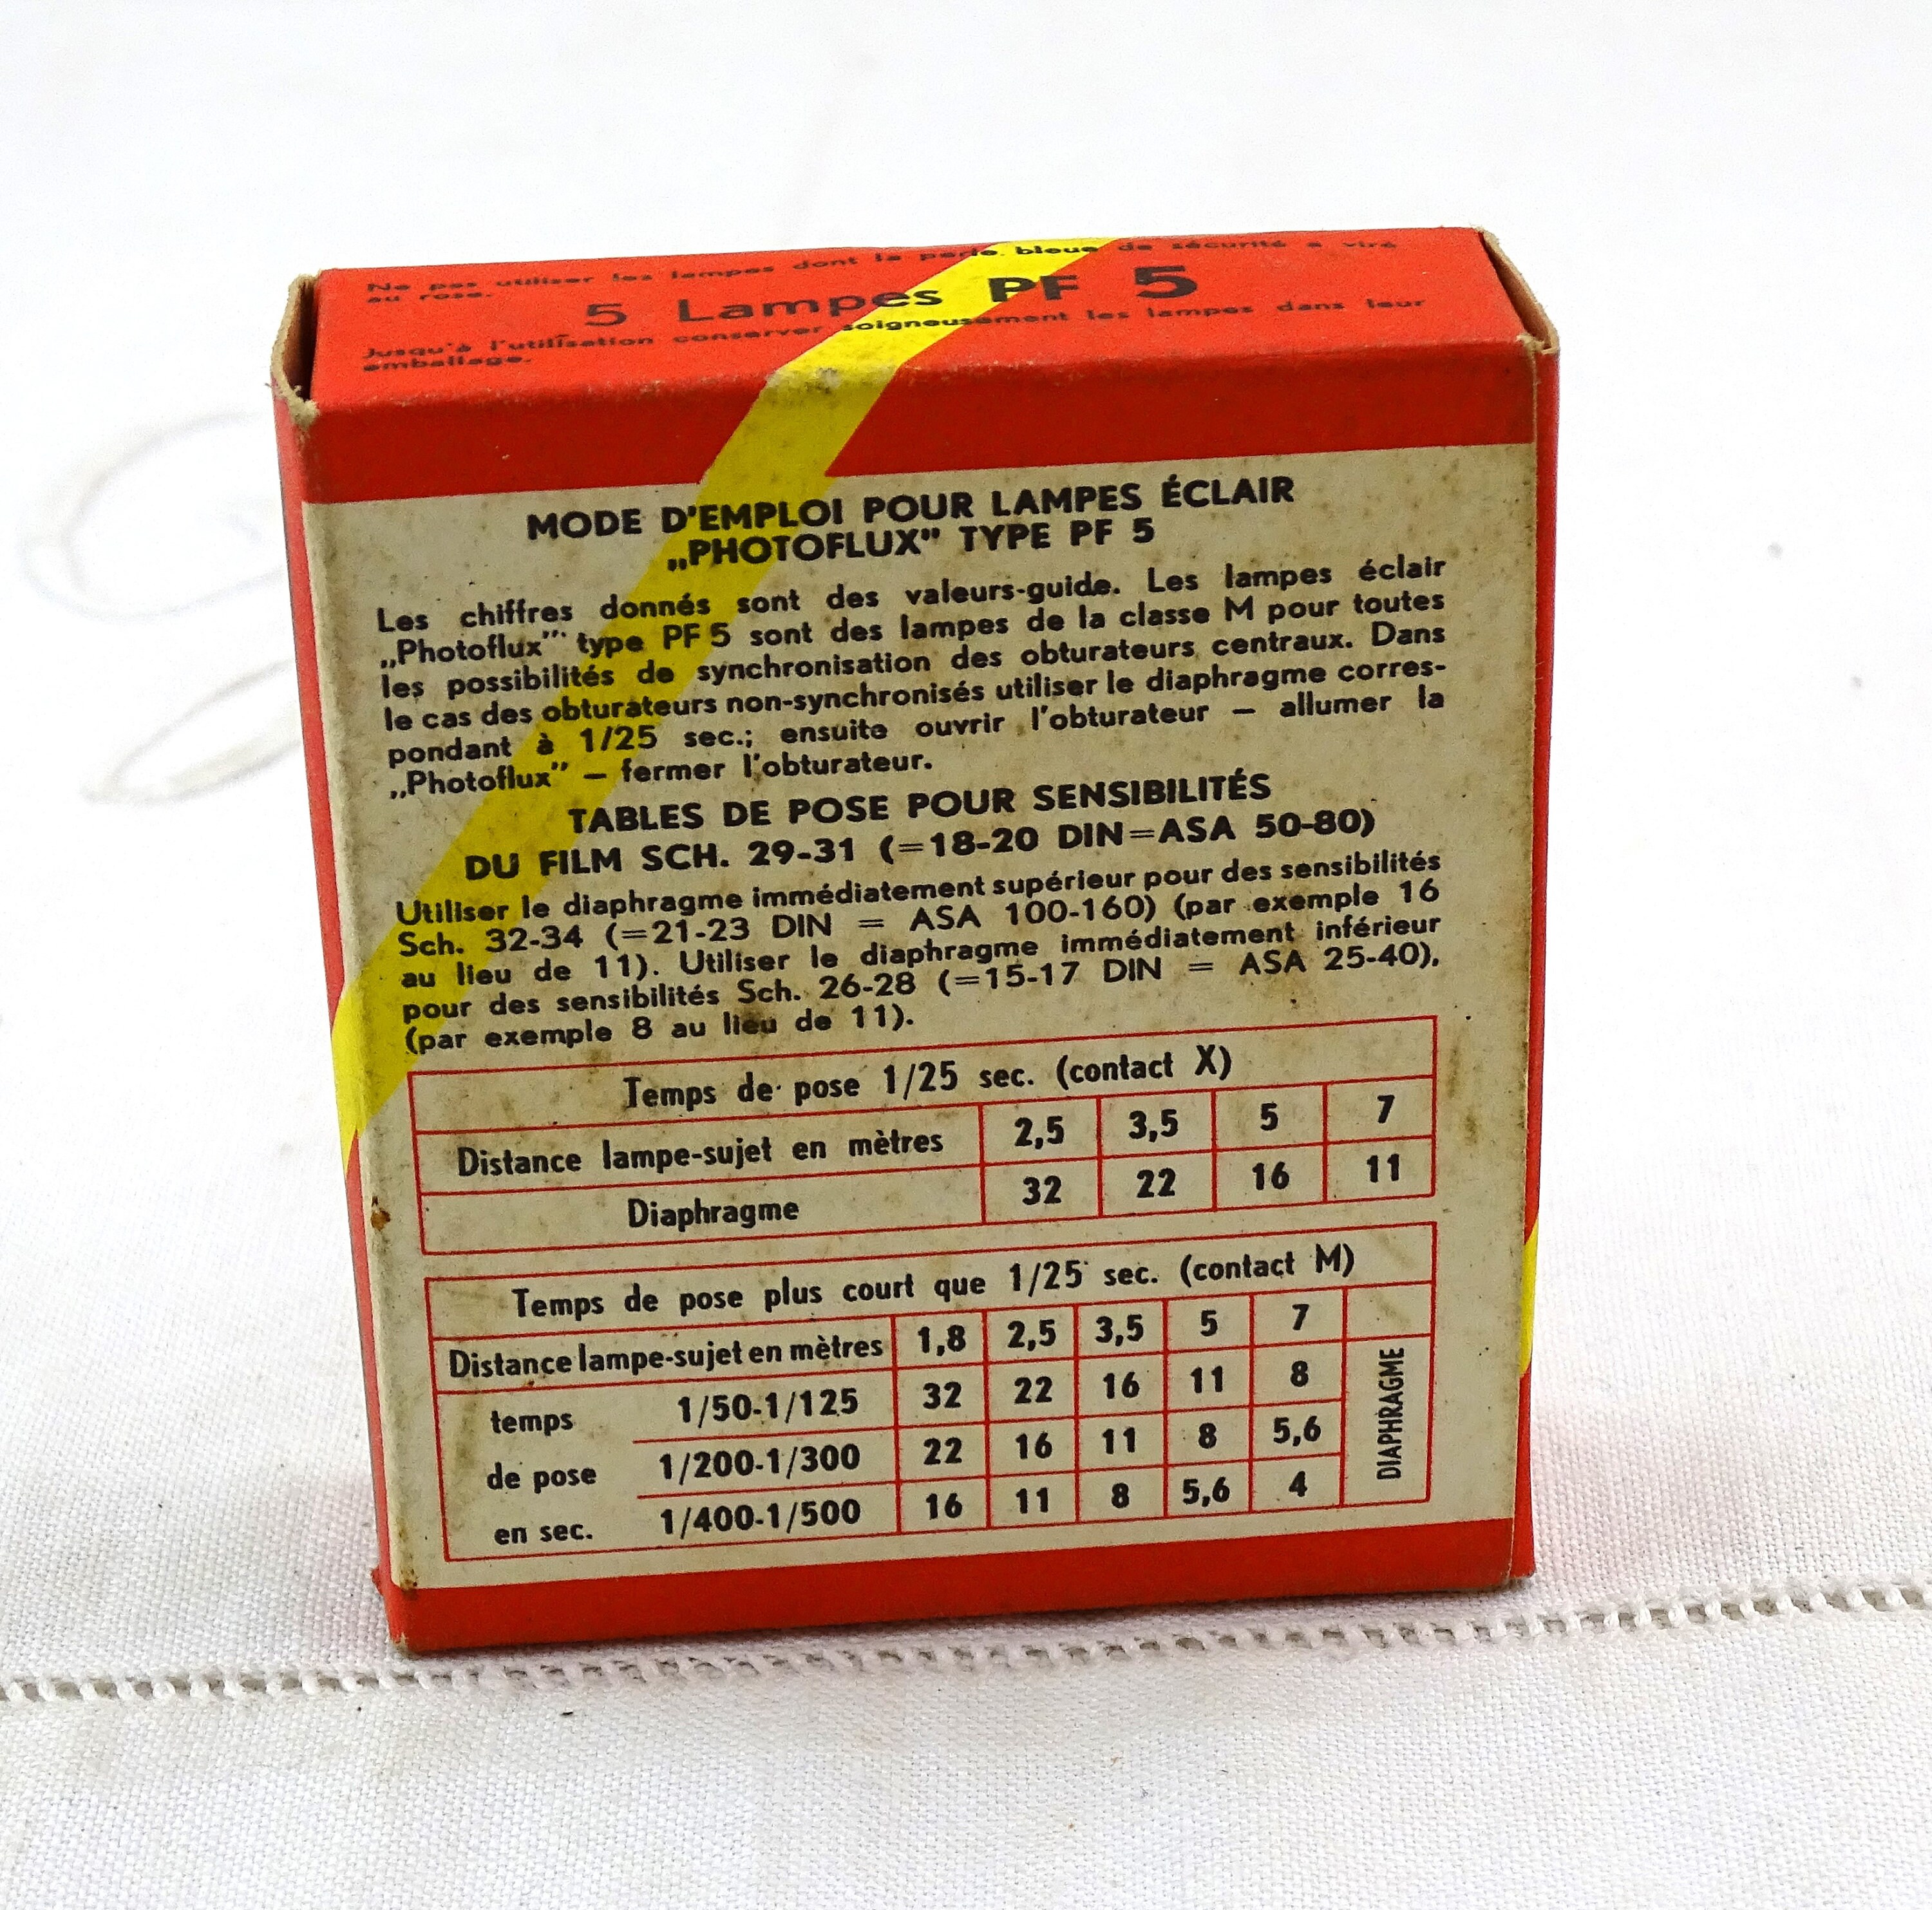 Ne pas utiliser les lampes dont la perle bleue de sécurité a viré
au rose.
5 Lampes PF 5
Jusqu'à l'utilisation conserver soigneusement les lampes dans leur
emballage.
MODE D'EMPLOI POUR LAMPES ÉCLAIR
„PHOTOFLUX" TYPE PF 5
Les chiffres donnés sont des valeurs-guide. Les lampes éclair
„Photoflux"' type PF 5 sont des lampes de la classe M pour toutes
les possibilités de synchronisation des obturateurs centraux. Dans
le cas des obturateurs non-synchronisés utiliser le diaphragme corres-
pondant à 1/25 sec.; ensuite ouvrir l'obturateur — allumer la
„Photoflux" — fermer l'obturateur.
TABLES DE POSE POUR SENSIBILITÉS
DU FILM SCH. 29-31 (=18-20 DIN=ASA 50-80)
Utiliser le diaphragme immédiatement supérieur pour des sensibilités
Sch. 32-34 (=21-23 DIN = ASA 100-160) (par exemple 16
au lieu de 11). Utiliser le diaphragme immédiatement inférieur
pour des sensibilités Sch. 26-28 (=15-17 DIN = ASA 25-40),
(par exemple 8 au lieu de 11).
Temps de pose 1/25 sec. (contact X)
Distance lampe-sujet en mètres 2,5 3,5 5 7
Diaphragme 32 22 16 11
Temps de pose plus court que 1/25 sec. (contact M)
Distance lampe-sujet en mètres 1,8 2,5 3,5 5 7
temps 1/50-1/125 32 22 16 11 8
de pose 1/200-1/300 22 16 11 8 5,6
en sec. 1/400-1/500 16 11 8 5,6 4
DIAPHRAGME